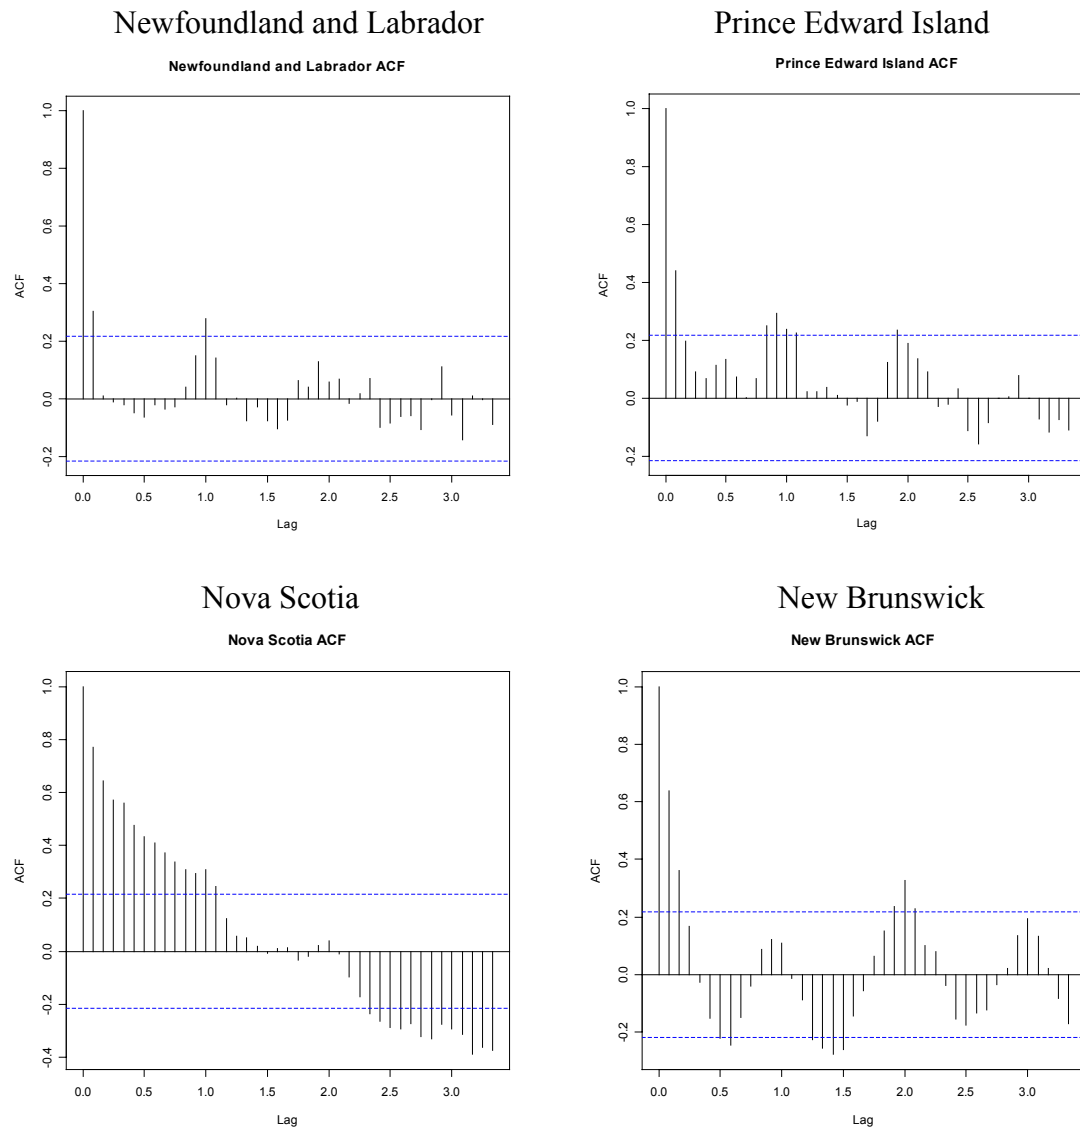 Newfoundland and Labrador
Newfoundland and Labrador ACF
ACF
1.0
0.8
0.6
0.4
0.2
0.0
-0.2
0.0 0.5 1.0 1.5 2.0 2.5 3.0
Lag
Prince Edward Island
Prince Edward Island ACF
ACF
1.0
0.8
0.6
0.4
0.2
0.0
-0.2
0.0 0.5 1.0 1.5 2.0 2.5 3.0
Lag
Nova Scotia
Nova Scotia ACF
ACF
1.0
0.8
0.6
0.4
0.2
0.0
-0.2
-0.4
0.0 0.5 1.0 1.5 2.0 2.5 3.0
Lag
New Brunswick
New Brunswick ACF
ACF
1.0
0.8
0.6
0.4
0.2
0.0
-0.2
0.0 0.5 1.0 1.5 2.0 2.5 3.0
Lag